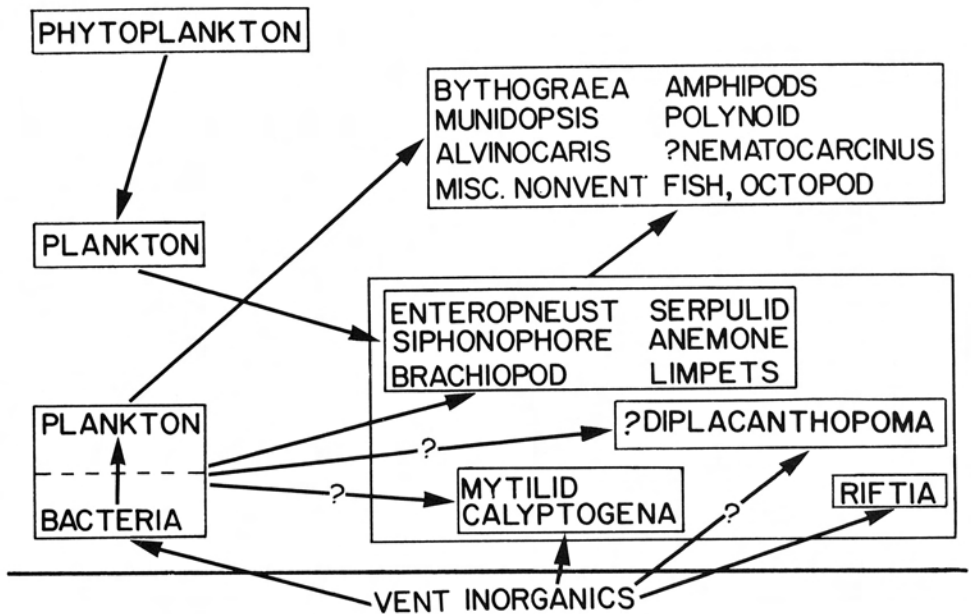 PHYTOPLANKTON
BYTHOGRAEA AMPHIPODS
MUNIDOPSIS POLYNOID
ALVINOCARIS ?NEMATOCARCINUS
MISC. NONVENT FISH, OCTOPOD
PLANKTON
ENTEROPNEUST SERPULID
SIPHONOPHORE ANEMONE
BRACHIOPOD LIMPETS
PLANKTON
?DIPLACANTHOPOMA
?
?
MYTILID
CALYPTOGENA
RIFTIA
?
BACTERIA
VENT INORGANICS